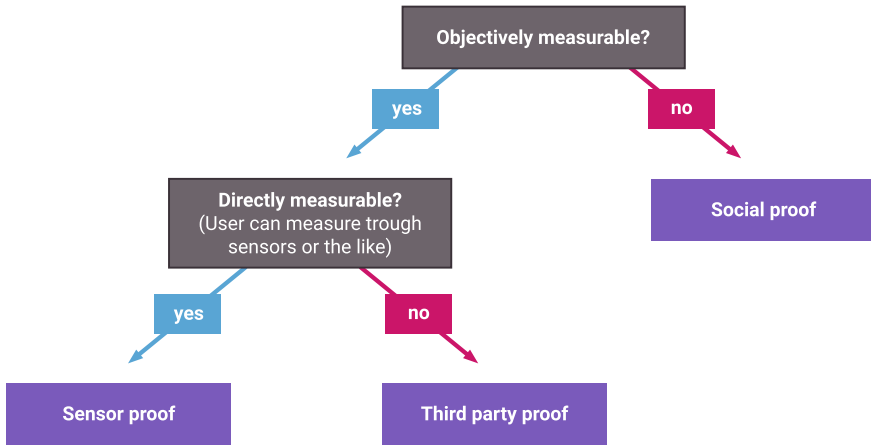 Objectively measurable?
yes
no
Directly measurable?
(User can measure trough
sensors or the like)
Social proof
yes
no
Sensor proof
Third party proof